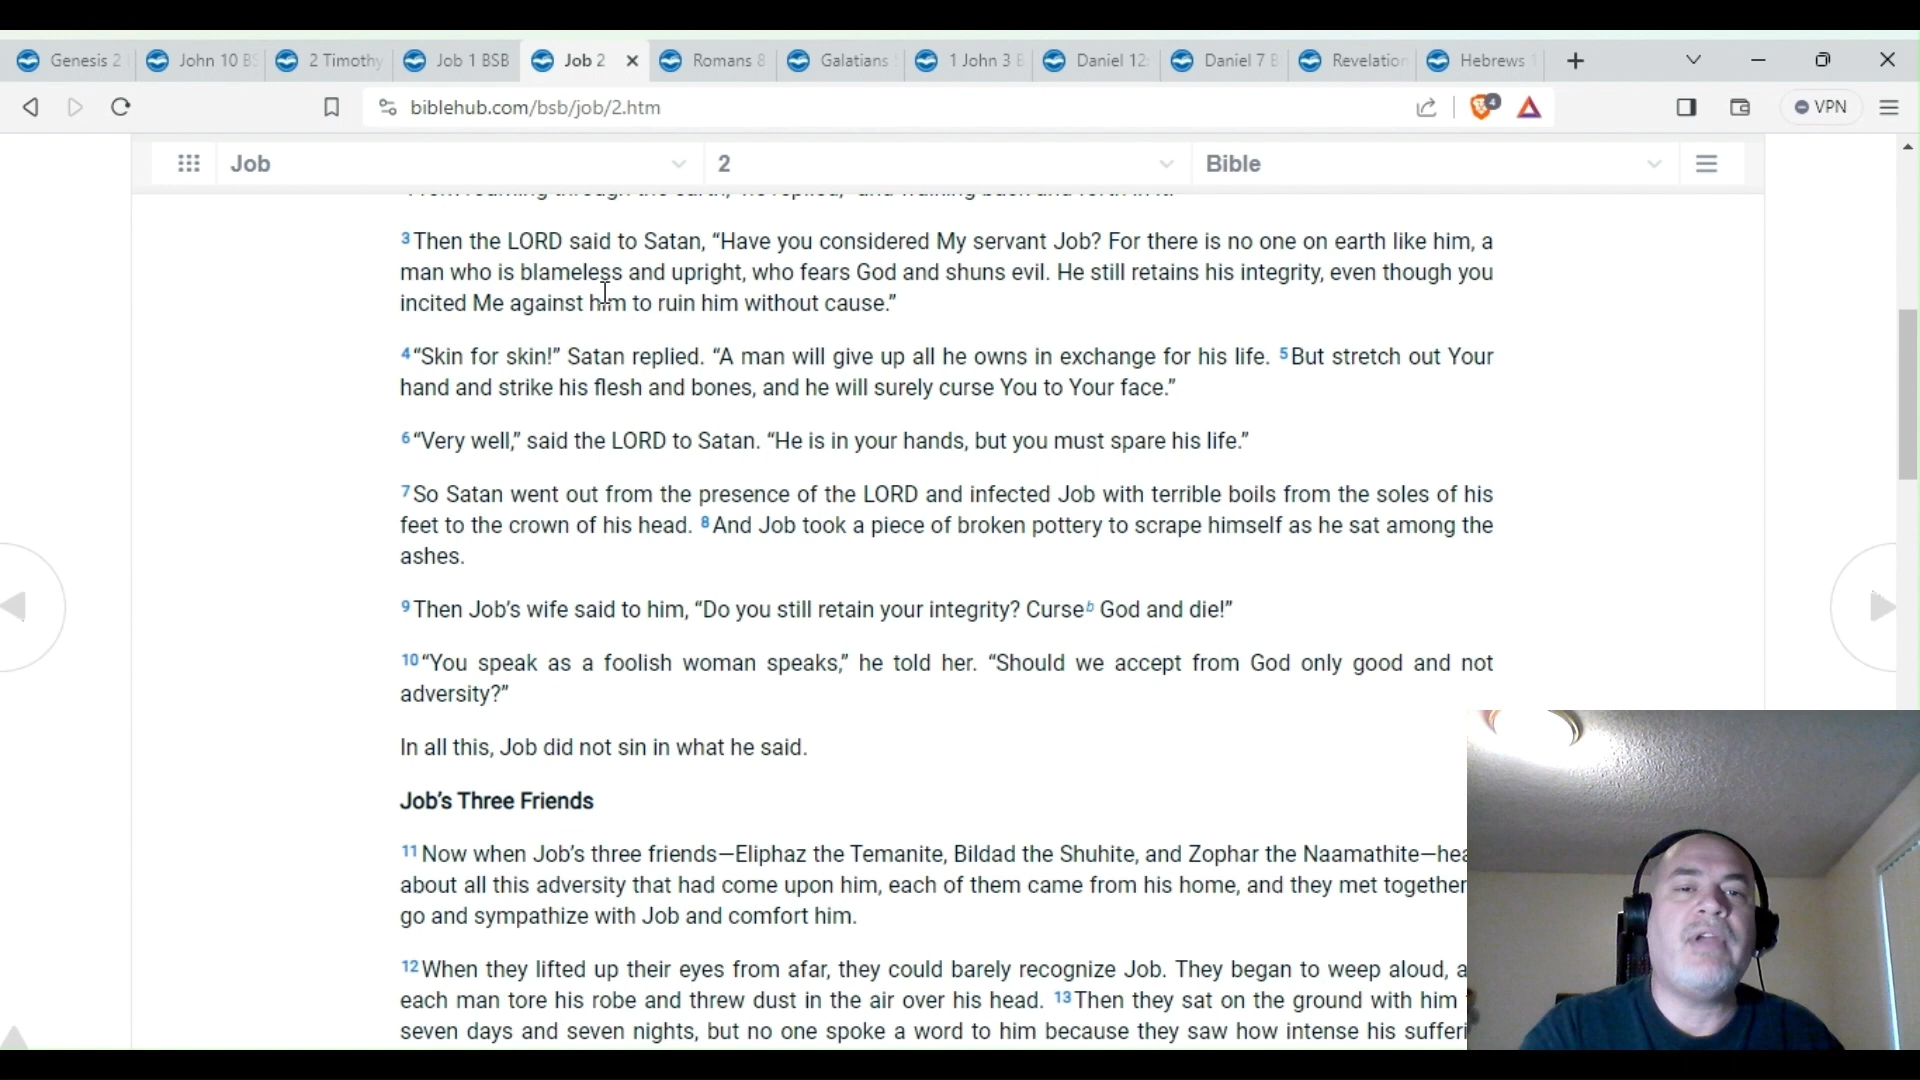 Genesis 2
John 10 BS
2 Timothy
Job 1 BSB
Job 2
Romans 8
Galatians
1 John 3 B
Daniel 12:
Daniel 7 B
Revelation
Hebrews 1
biblehub.com/bsb/job/2.htm
4
VPN
Job
2
Bible
3 Then the LORD said to Satan, “Have you considered My servant Job? For there is no one on earth like him, a
man who is blameless and upright, who fears God and shuns evil. He still retains his integrity, even though you
incited Me against him to ruin him without cause.”
4 “Skin for skin!” Satan replied. “A man will give up all he owns in exchange for his life. 5 But stretch out Your
hand and strike his flesh and bones, and he will surely curse You to Your face.”
6 “Very well,” said the LORD to Satan. “He is in your hands, but you must spare his life.”
7 So Satan went out from the presence of the LORD and infected Job with terrible boils from the soles of his
feet to the crown of his head. 8 And Job took a piece of broken pottery to scrape himself as he sat among the
ashes.
9 Then Job’s wife said to him, “Do you still retain your integrity? Curse b God and die!”
10 “You speak as a foolish woman speaks,” he told her. “Should we accept from God only good and not
adversity?”
In all this, Job did not sin in what he said.
Job’s Three Friends
11 Now when Job’s three friends—Eliphaz the Temanite, Bildad the Shuhite, and Zophar the Naamathite—hea
about all this adversity that had come upon him, each of them came from his home, and they met together
go and sympathize with Job and comfort him.
12 When they lifted up their eyes from afar, they could barely recognize Job. They began to weep aloud, a
each man tore his robe and threw dust in the air over his head. 13 Then they sat on the ground with him
seven days and seven nights, but no one spoke a word to him because they saw how intense his sufferi